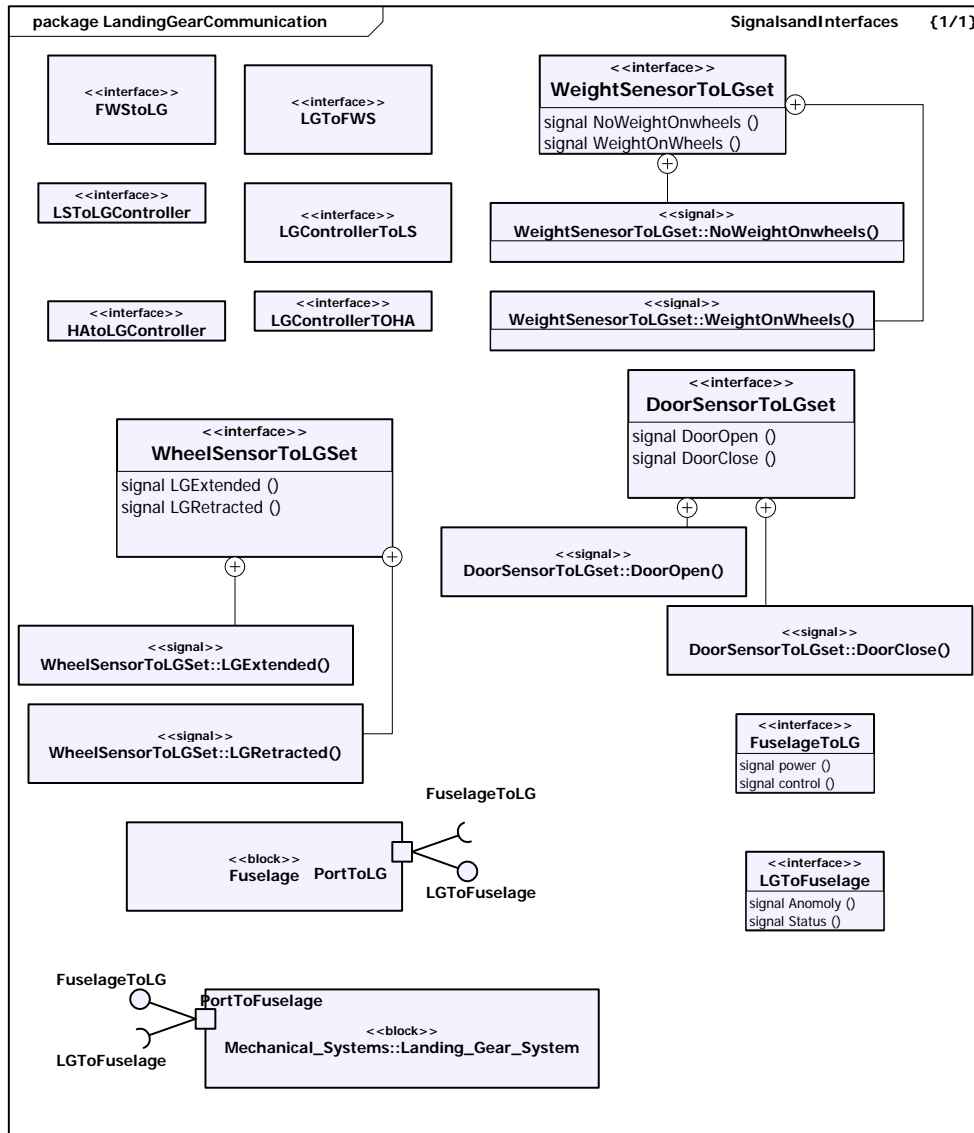 package LandingGearCommunication
SignalsandInterfaces {1/1}
<<interface>>
FWStoLG
<<interface>>
LGToFWS
<<interface>>
WeightSenesorToLGset
signal NoWeightOnwheels ()
signal WeightOnWheels ()
<<interface>>
LSToLGController
<<interface>>
LGControllerToLS
<<signal>>
WeightSenesorToLGset::NoWeightOnwheels()
<<interface>>
HAtoLGController
<<interface>>
LGControllerTOHA
<<signal>>
WeightSenesorToLGset::WeightOnWheels()
<<interface>>
DoorSensorToLGset
signal DoorOpen ()
signal DoorClose ()
<<interface>>
WheelSensorToLGSet
signal LGExtended ()
signal LGRetracted ()
<<signal>>
DoorSensorToLGset::DoorOpen()
<<signal>>
DoorSensorToLGset::DoorClose()
<<signal>>
WheelSensorToLGSet::LGExtended()
<<signal>>
WheelSensorToLGSet::LGRetracted()
<<interface>>
FuselageToLG
signal power ()
signal control ()
FuselageToLG
<<block>>
Fuselage PortToLG
LGToFuselage
<<interface>>
LGToFuselage
signal Anomoly ()
signal Status ()
FuselageToLG
PortToFuselage
LGToFuselage
<<block>>
Mechanical_Systems::Landing_Gear_System